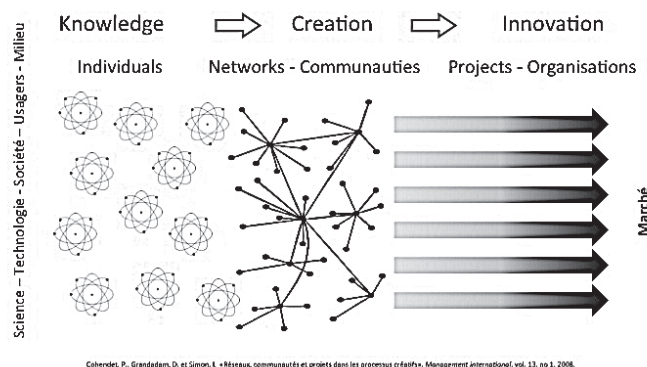 Knowledge Creation Innovation
Individuals Networks - Communauties Projects - Organisations
Science – Technologie - Société – Usagers - Milieu
Marché
Cohendet, P., Grandadam, D. et Simon, L. «Réseaux, communautés et projets dans les processus créatifs». Management international, vol. 13, no 1, 2008.